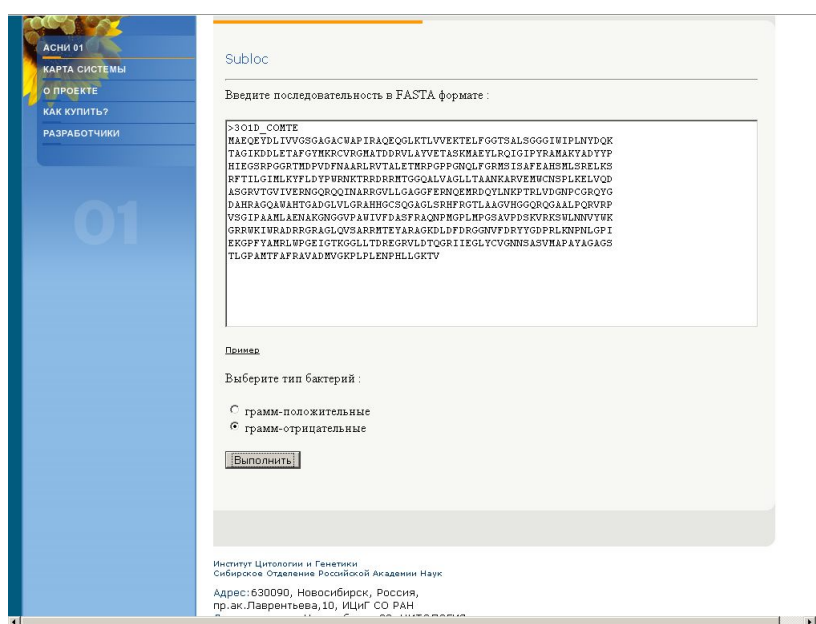 АСНИ 01
КАРТА СИСТЕМЫ
О ПРОЕКТЕ
КАК КУПИТЬ?
РАЗРАБОТЧИКИ
01
Subloc
Введите последовательность в FASTA формате :
>3O1D_COMTE
MAEQEYDLIVVGSGAGACWAPIRAQEQGLKTLVVEKTELFGGTSALSGGGIWIPLNYDQK
TAGIKDDLETAFGYMKRCVRGMATDDRVLAYVETASKMAEYLRQIGIPYRAMAKYADYYP
HIEGSRPGGRTMDPVDFNAARLRVTALETMRPGPPGNQLFGRMSISAFEAHSMLSRELKS
RFTILGIMLKYFLDYPWRNKTRRDRRMTGGQALVAGLLTAANKARVEMWCNSPLKELVQD
ASGRVTGVIVERNGQRQQINARRGVLLGAGGFERNQEMRDQYLNKPTRLVDGNPCGRQYG
DAHRAGQAWHTGADGLVLGRAHHGCSQGAGLSRHFRGTLAAGVHGGQRQGAALPQRVRP
VSGIPAAMLAENAKGNGGVPAWIVFDASFRAQNPMGPLMPGSAVPDSKVRKSWLNNVYWK
GRRWKIWRADRRGRAGLQVSARRMTEYARAGKDLDFDRGGNVFDRYYGDPRLKNPNLGPI
EKGPFYAMRLWPGEIGTKGGLLTDREGRVLDTQGRIIEGLYCVGNNSASVMAPAYAGAGS
TLGPAMTFAFRAVADMVGKPLPLENPHLLGKTV
Пример
Выберите тип бактерий :
грамм-положительные
грамм-отрицательные
Выполнить
Институт Цитологии и Генетики
Сибирское Отделение Российской Академии Наук
Адрес:630090, Новосибирск, Россия,
пр.ак.Лаврентьева,10, ИЦиГ СО РАН